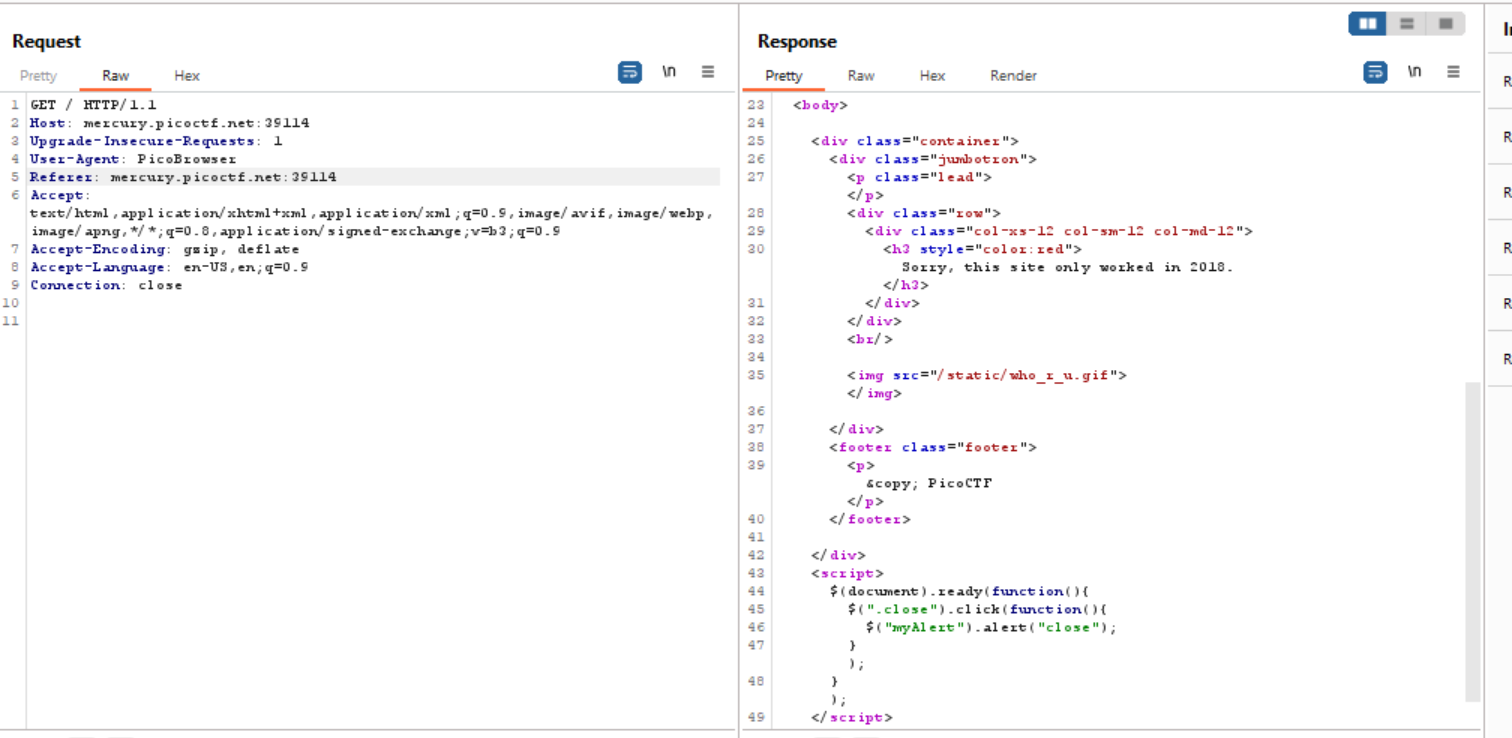 Request
Pretty Raw Hex
\n
1 GET / HTTP/1.1
2 Host: mercury.picoctf.net:39114
3 Upgrade-Insecure-Requests: 1
4 User-Agent: PicoBrowser
5 Referer: mercury.picoctf.net:39114
6 Accept:
text/html,application/xhtml+xml,application/xml;q=0.9,image/avif,image/webp,
image/apng,*/*;q=0.8,application/signed-exchange;v=b3;q=0.9
7 Accept-Encoding: gzip, deflate
8 Accept-Language: en-US,en;q=0.9
9 Connection: close
10
11
Response
Pretty Raw Hex Render
\n
23 <body>
24
25 <div class="container">
26 <div class="jumbotron">
27 <p class="lead">
</p>
28 <div class="row">
29 <div class="col-xs-12 col-sm-12 col-md-12">
30 <h3 style="color:red">
Sorry, this site only worked in 2018.
</h3>
31 </div>
32 </div>
33 <br/>
34
35 <img src="/static/who_r_u.gif">
</img>
36
37 </div>
38 <footer class="footer">
39 <p>
&copy; PicoCTF
</p>
40 </footer>
41
42 </div>
43 <script>
44 $(document).ready(function(){
45 $(".close").click(function(){
46 $("myAlert").alert("close");
47 }
);
48 }
);
49 </script>